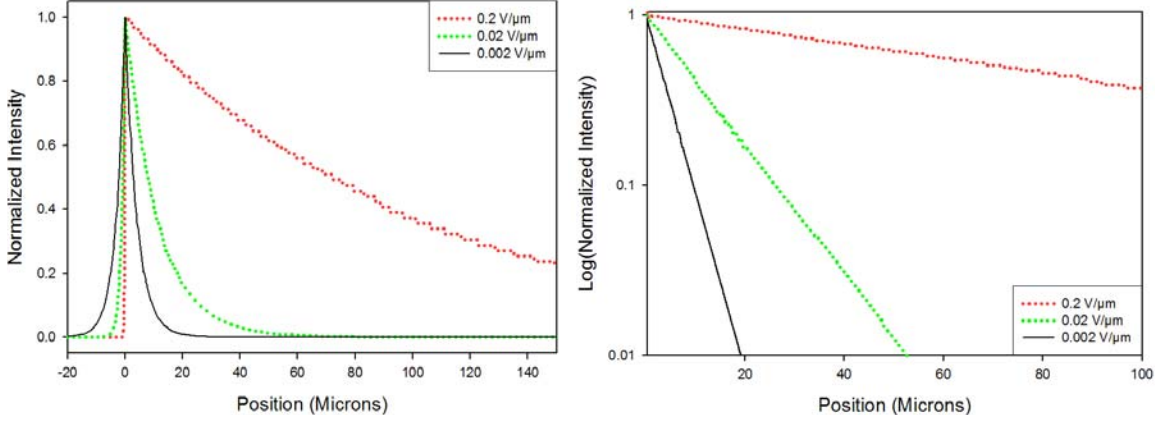 1.0
0.8
0.6
0.4
0.2
0.0
Normalized Intensity
-20 0 20 40 60 80 100 120 140
Position (Microns)
0.2 V/µm
0.02 V/µm
0.002 V/µm
1
0.1
0.01
Log(Normalized Intensity)
20 40 60 80 100
Position (Microns)
0.2 V/µm
0.02 V/µm
0.002 V/µm